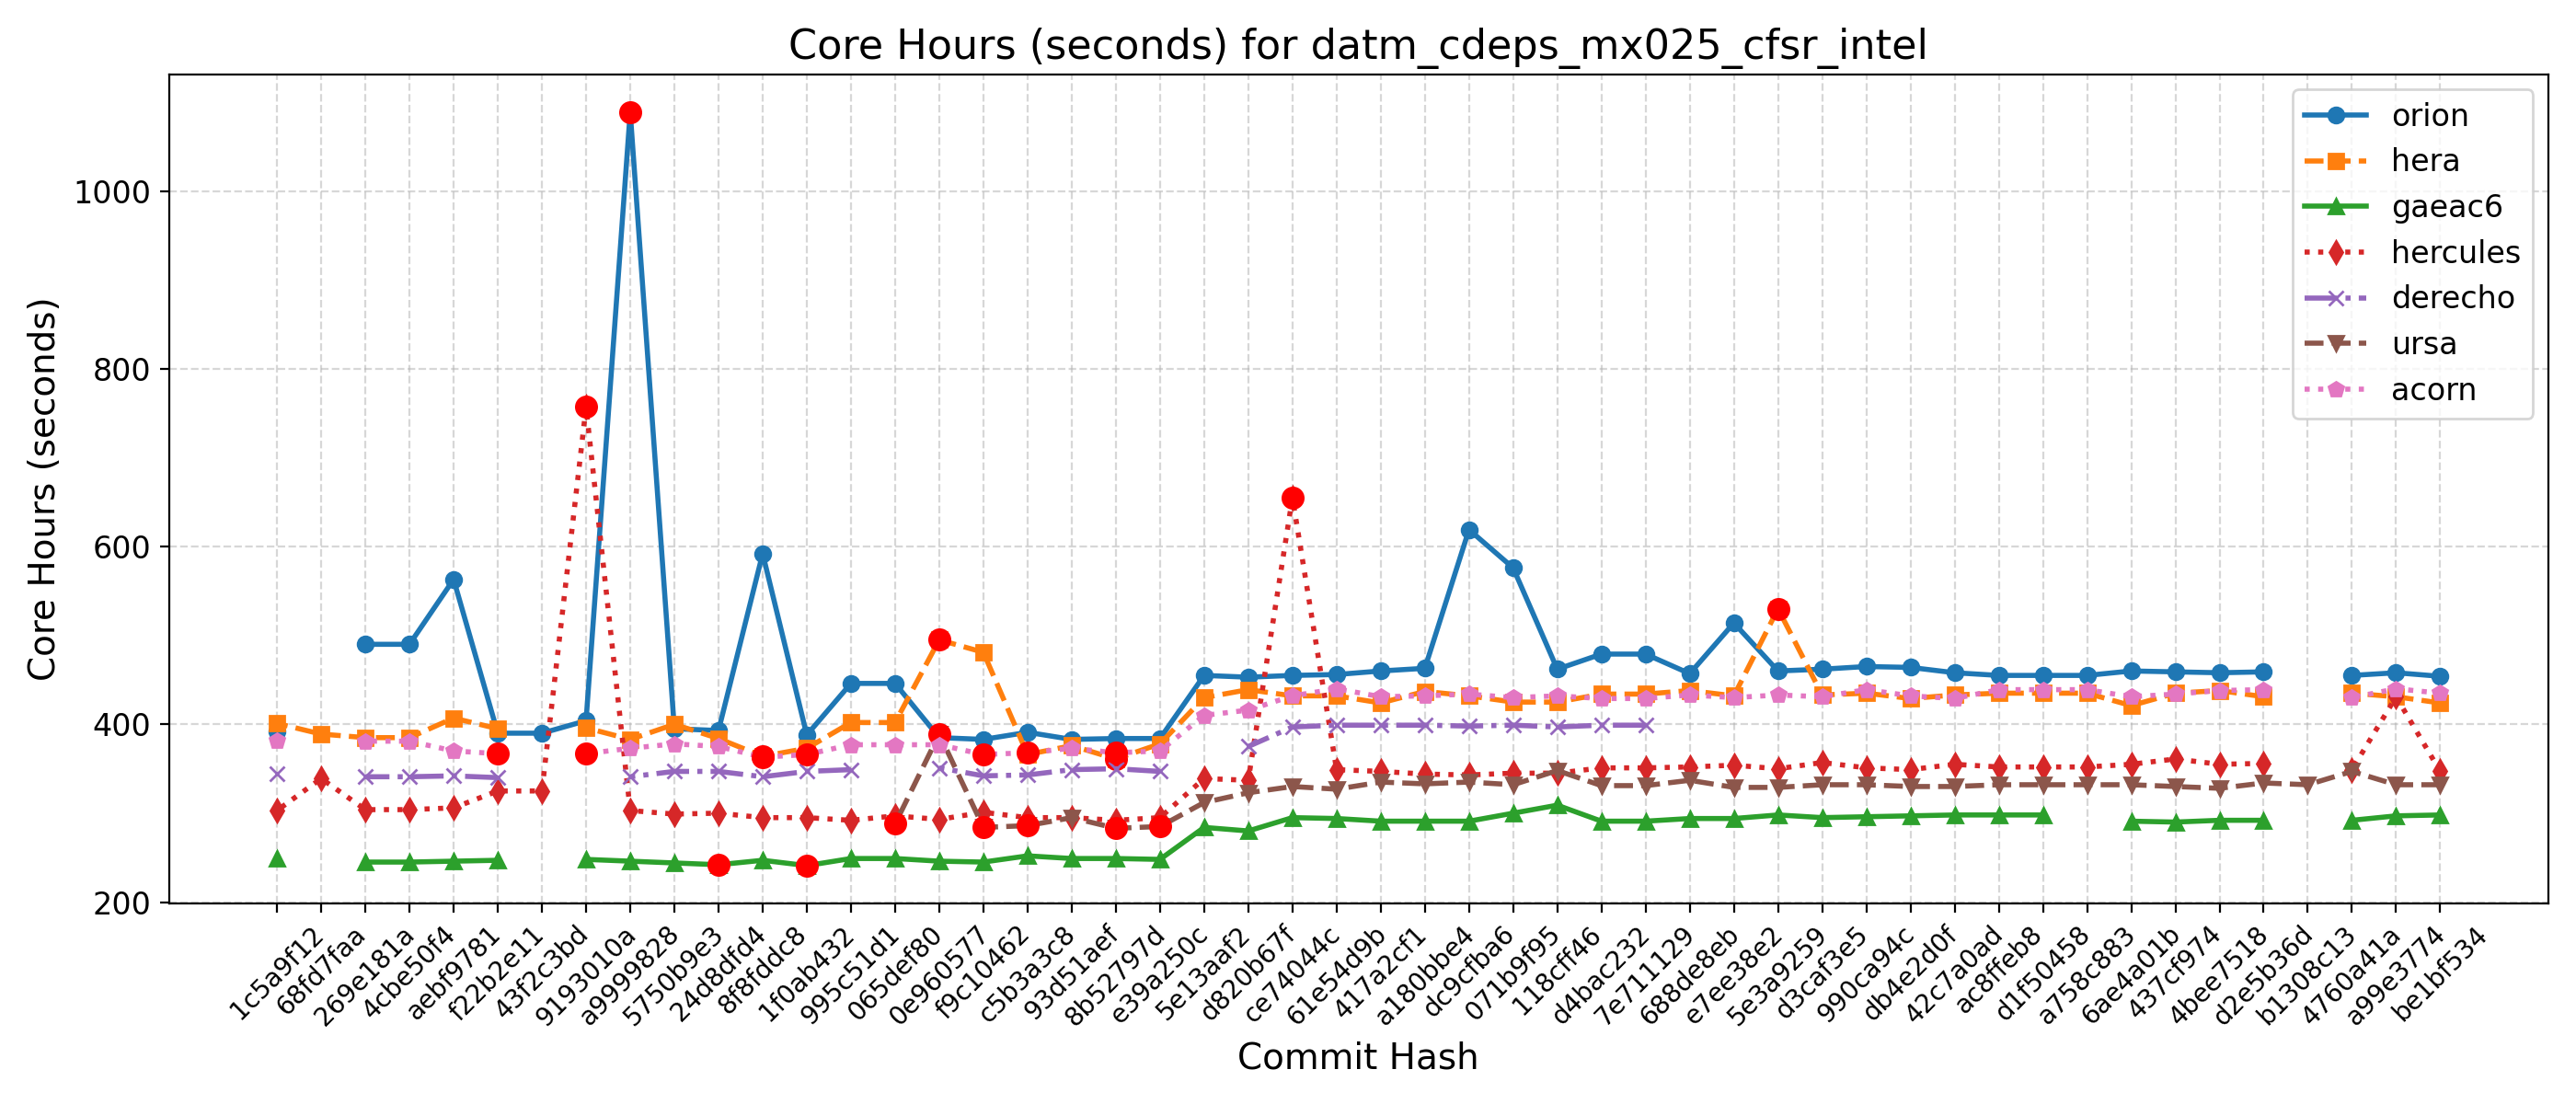 Core Hours (seconds) for datm_cdeps_mx025_cfsr_intel
Core Hours (seconds)
1000
800
600
400
200
orion
hera
gaeac6
hercules
derecho
ursa
acorn
1c5a9f12
68fd7faa
269e181a
4cbe50f4
aebf9781
f22b2e11
43f2c3bd
9193010a
a9999828
5750b9e3
24d8dfd4
8f8fddc8
1f0ab432
995c51d1
065def80
0e960577
f9c10462
c5b3a3c8
93d51aef
8b52797d
e39a250c
5e13aaf2
d820b67f
ce74044c
61e54d9b
417a2cf1
a180bbe4
dc9cfba6
071b9f95
118cff46
d4bac232
7e711129
688de8eb
e7ee38e2
5e3a9259
d3caf3e5
990ca94c
db4e2d0f
42c7a0ad
ac8ffeb8
d1f50458
a758c883
6ae4a01b
437cf974
4bee7518
d2e5b36d
b1308c13
4760a41a
a99e3774
be1bf534
Commit Hash